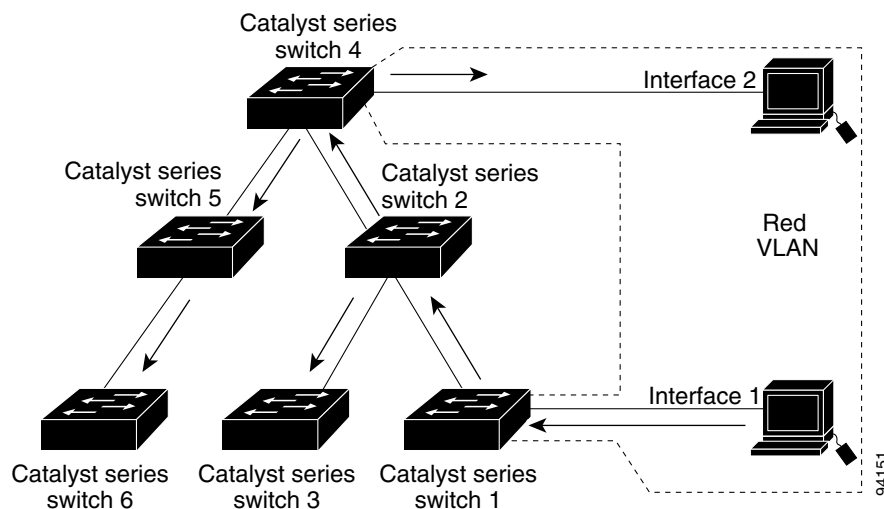 Catalyst series
switch 4
Interface 2
Catalyst series
switch 5
Catalyst series
switch 2
Red
VLAN
Interface 1
Catalyst series
switch 6
Catalyst series
switch 3
Catalyst series
switch 1
94151